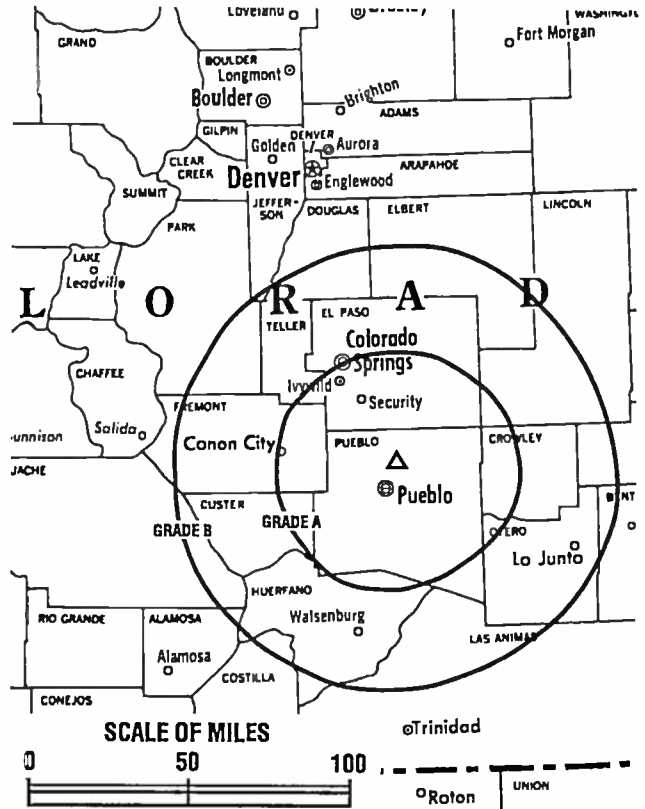 Loveland
WASHINGT
Fort Morgan
GRAND
BOULDER
Longmont
Boulder
Brighton
ADAMS
GILPIN
DENVER
Golden
Aurora
CLEAR
CREEK
ARAPAHOE
Denver
Englewood
SUMMIT
JEFFER-
SON
DOUGLAS
ELBERT
LINCOLN
PARK
LAKE
Leadville
L O R A D
TELLER
EL PASO
Colorado
Springs
CHAFFEE
Ivywild
Security
FREMONT
Salida
unnison
Canon City
PUEBLO
CROWLEY
UACHE
Pueblo
CUSTER
BENT
GRADE B
GRADE A
OTERO
La Junta
HUERFANO
RIO GRANDE
ALAMOSA
Walsenburg
LAS ANIMAS
Alamosa
COSTILLA
CONEJOS
SCALE OF MILES
Trinidad
0 50 100
Raton
UNION